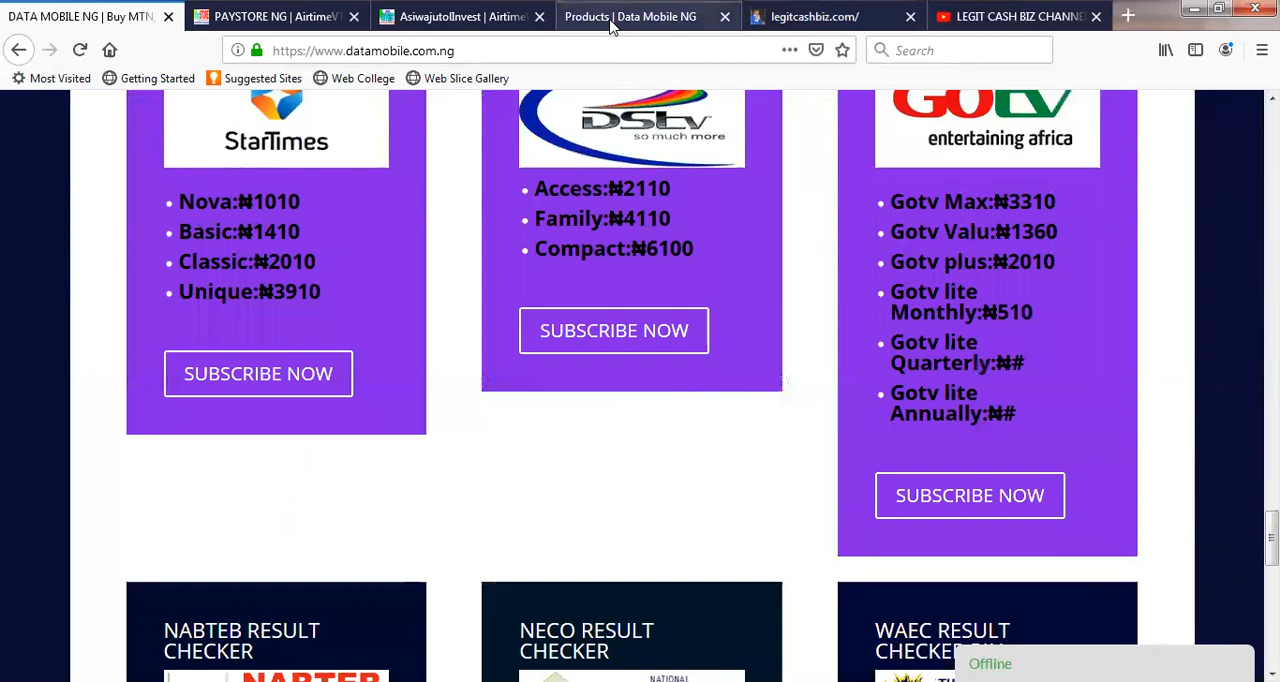 DATA MOBILE NG | Buy MTN,
PAYSTORE NG | AirtimeVT
AsiwajutoIInvest | Airtime
Products | Data Mobile NG
legitcashbiz.com/
LEGIT CASH BIZ CHANNE
https://www.datamobile.com.ng
Search
Most Visited
Getting Started
Suggested Sites
Web College
Web Slice Gallery
StarTimes
Nova:₦1010
Basic:₦1410
Classic:₦2010
Unique:₦3910
SUBSCRIBE NOW
DStv
so much more
Access:₦2110
Family:₦4110
Compact:₦6100
SUBSCRIBE NOW
GOtv
entertaining africa
Gotv Max:₦3310
Gotv Valu:₦1360
Gotv plus:₦2010
Gotv lite
Monthly:₦510
Gotv lite
Quarterly:₦#
Gotv lite
Annually:₦#
SUBSCRIBE NOW
NABTEB RESULT
CHECKER
NABTEB
NECO RESULT
CHECKER
NATIONAL
WAEC RESULT
CHECKER
Offline